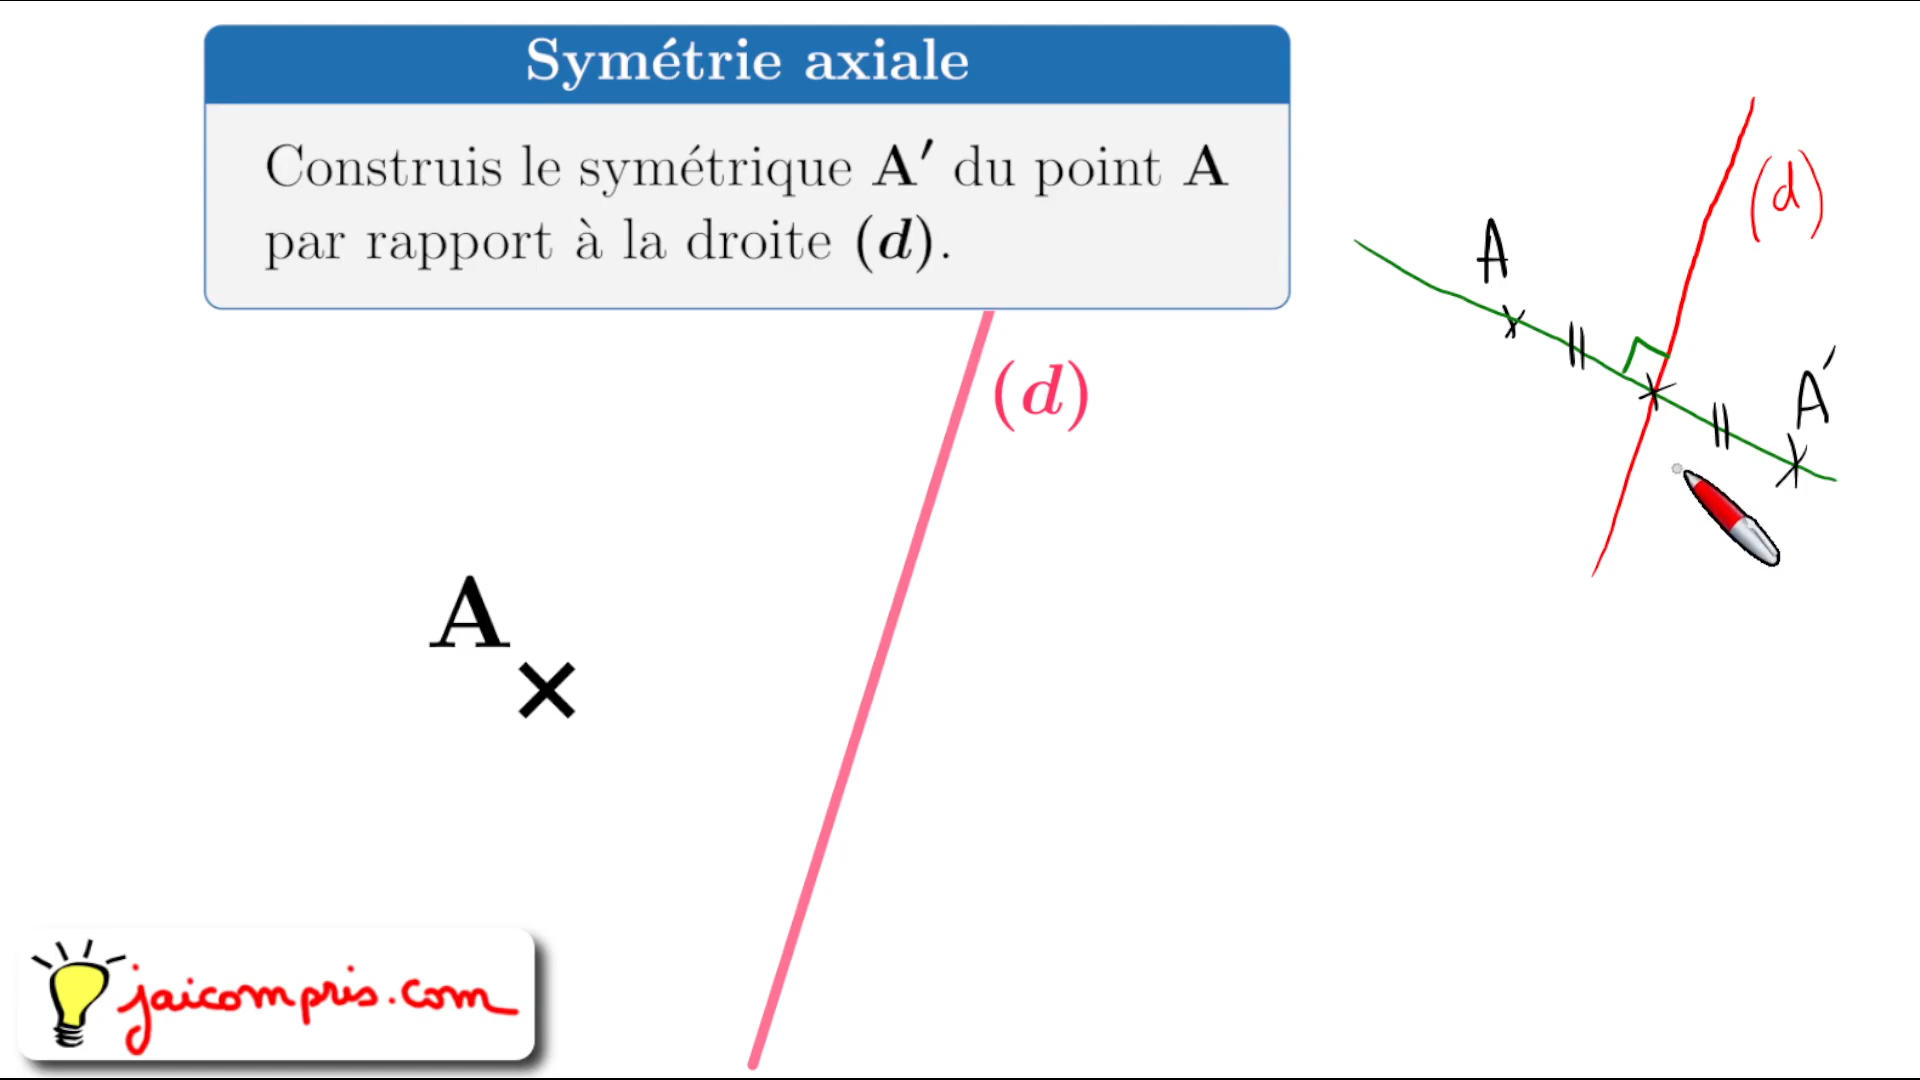 Symétrie axiale
Construis le symétrique A′ du point A
par rapport à la droite (d).
(d)
A
A′
(d)
A
jaicompris.com